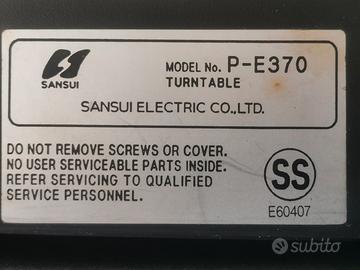 SANSUI
MODEL No. P-E370
TURNTABLE
SANSUI ELECTRIC CO.,LTD.
DO NOT REMOVE SCREWS OR COVER.
NO USER SERVICEABLE PARTS INSIDE.
REFER SERVICING TO QUALIFIED
SERVICE PERSONNEL.
SS
E60407
subito